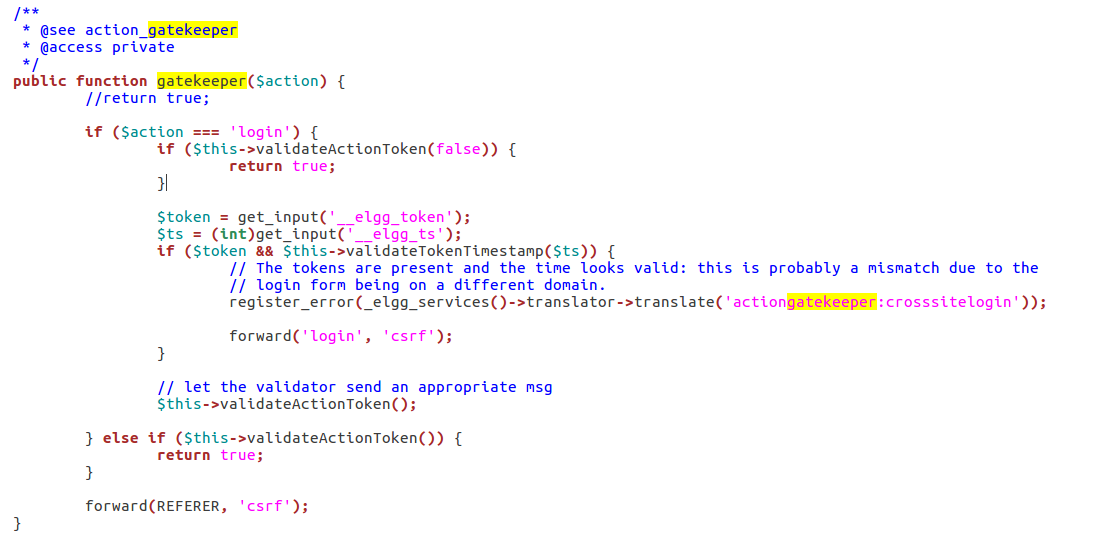 /**
 * @see action_gatekeeper
 * @access private
 */
public function gatekeeper($action) {
        //return true;

        if ($action === 'login') {
                if ($this->validateActionToken(false)) {
                        return true;
                }

                $token = get_input('__elgg_token');
                $ts = (int)get_input('__elgg_ts');
                if ($token && $this->validateTokenTimestamp($ts)) {
                        // The tokens are present and the time looks valid: this is probably a mismatch due to the
                        // login form being on a different domain.
                        register_error(_elgg_services()->translator->translate('actiongatekeeper:crosssitelogin'));

                        forward('login', 'csrf');
                }

                // let the validator send an appropriate msg
                $this->validateActionToken();

        } else if ($this->validateActionToken()) {
                return true;
        }

        forward(REFERER, 'csrf');
}